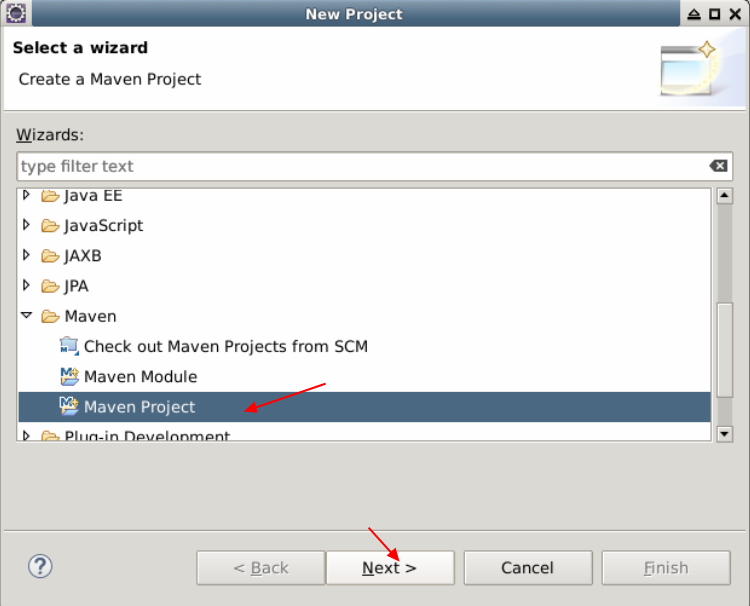 New Project
Select a wizard
Create a Maven Project
Wizards:
type filter text
Java EE
JavaScript
JAXB
JPA
Maven
Check out Maven Projects from SCM
Maven Module
Maven Project
Plug-in Development
< Back Next > Cancel Finish